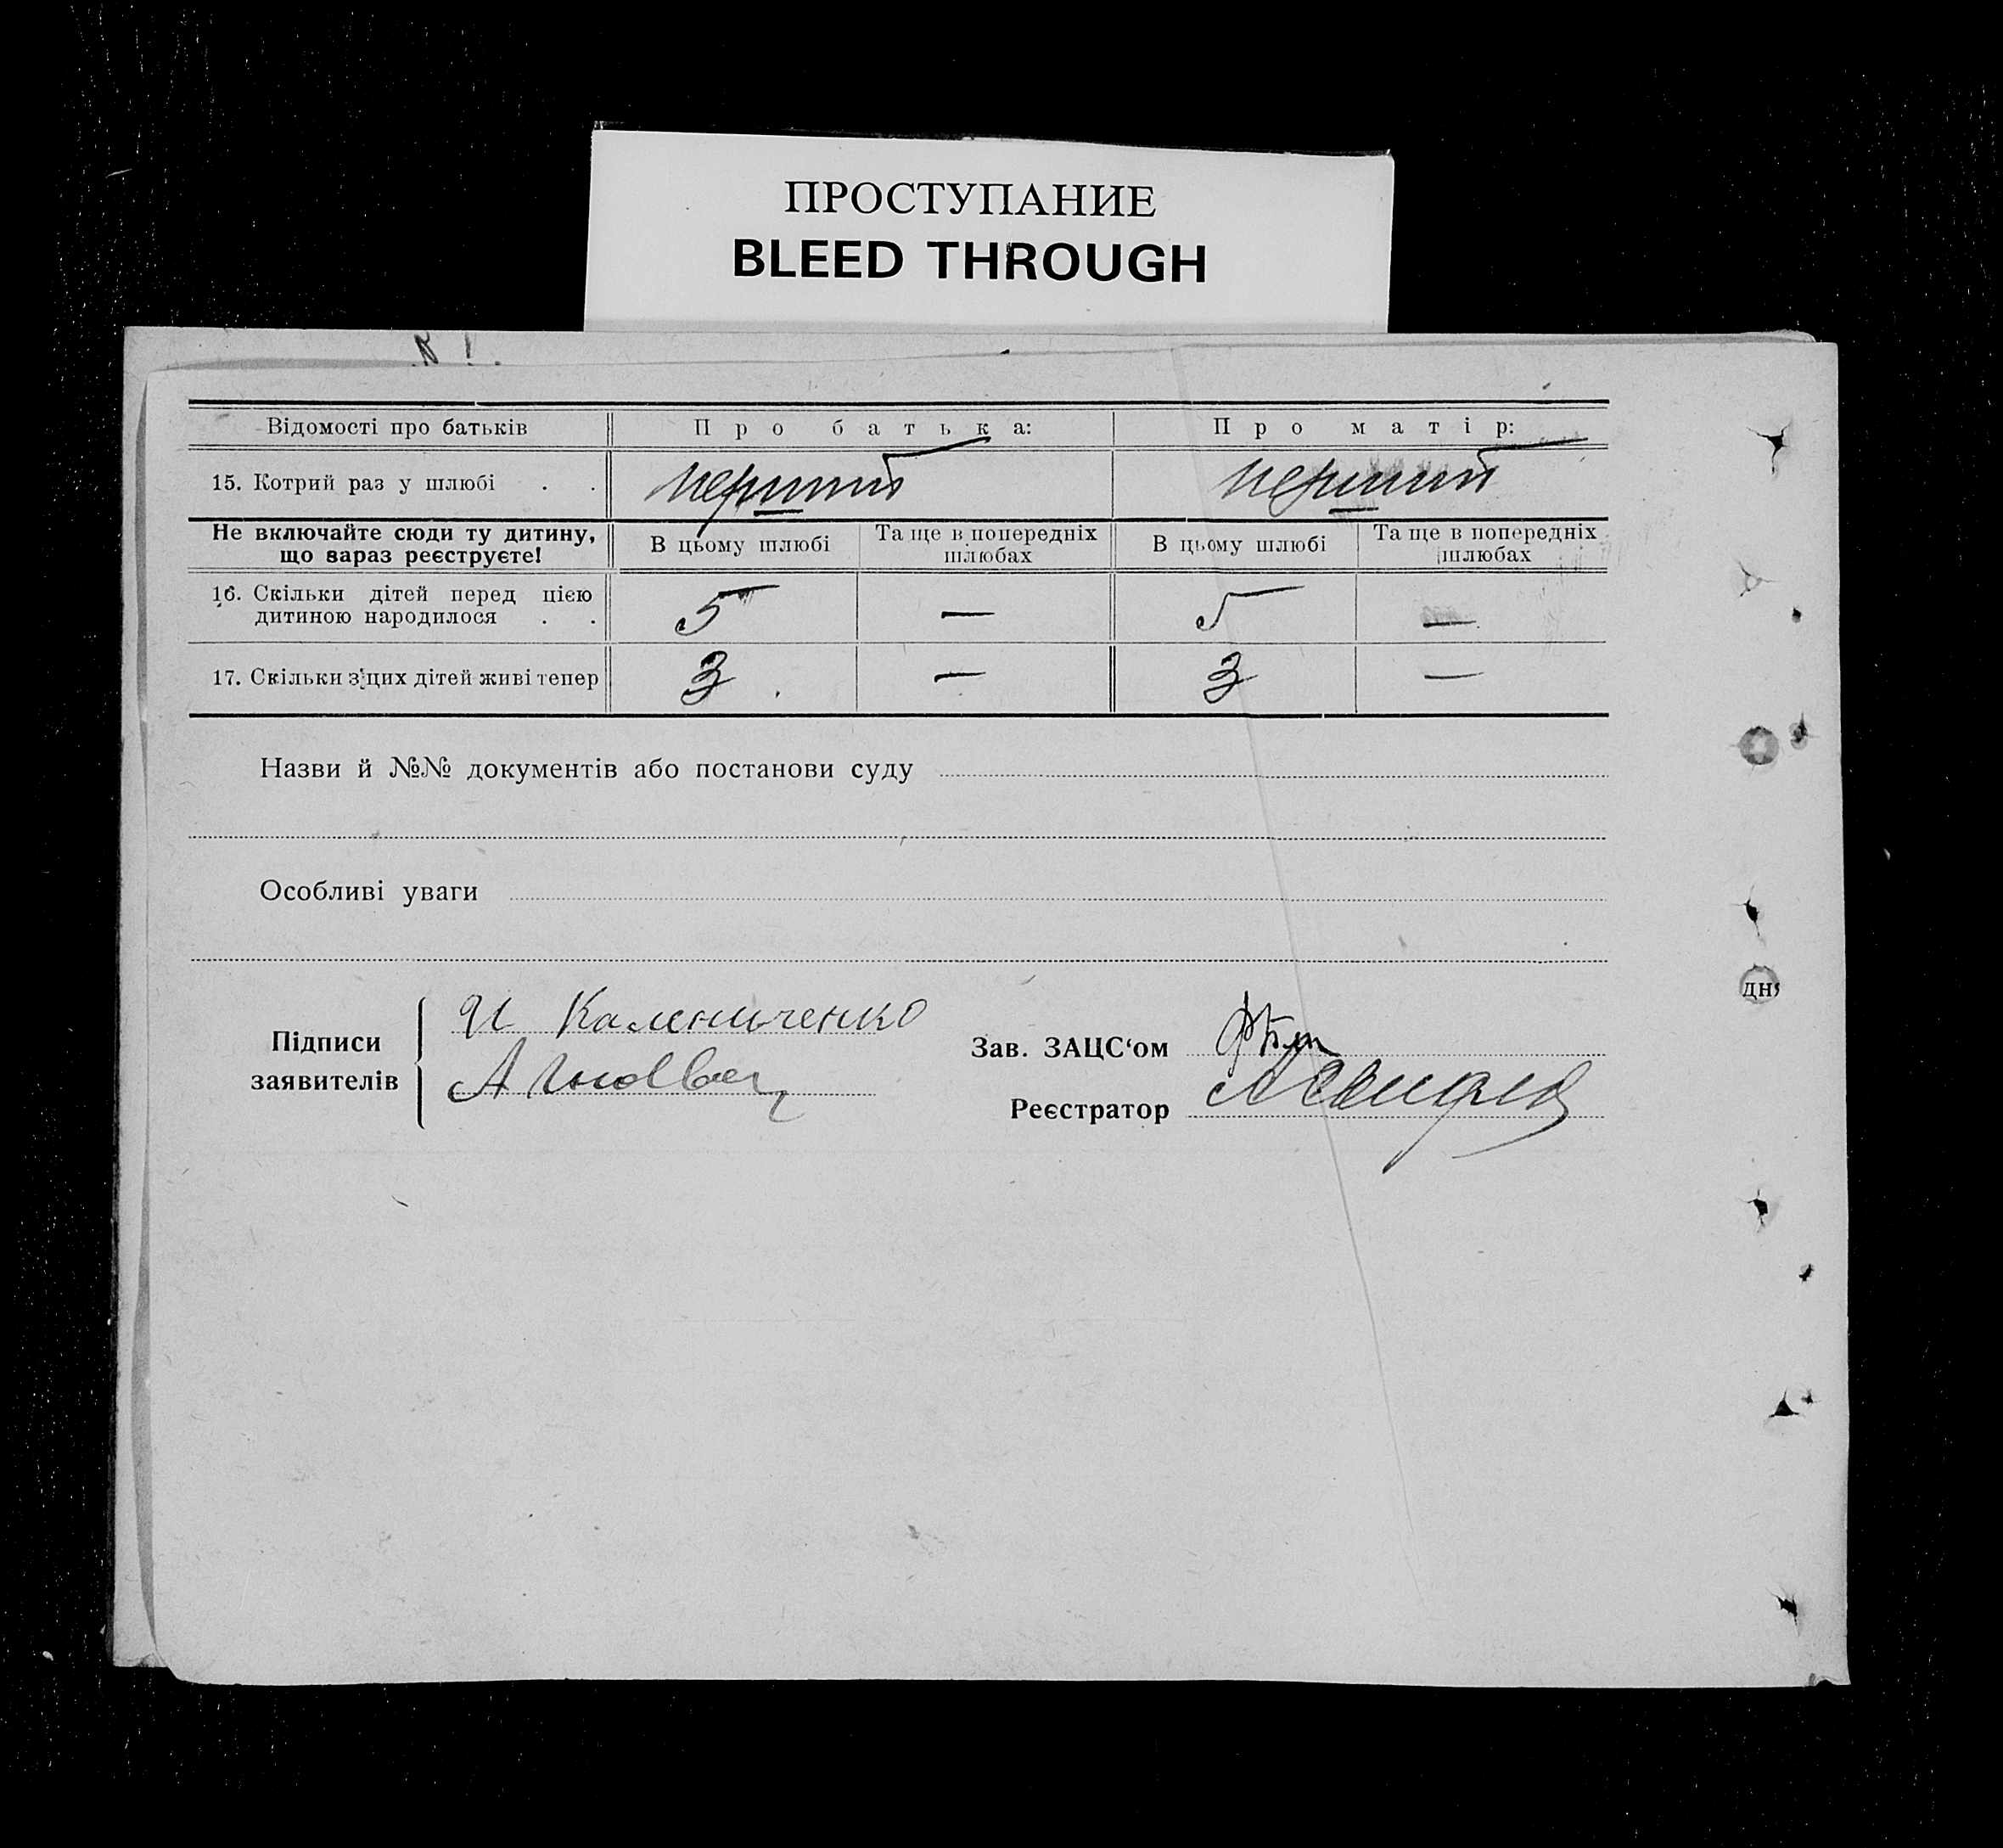 ПРОСТУПАНИЕ
BLEED THROUGH
Відомості про батьків Про батька: Про матір:
15. Котрий раз у шлюбі . . перший перший
Не включайте сюди ту дитину, що вараз реєструєте! В цьому шлюбі Та ще в попередніх шлюбах В цьому шлюбі Та ще в попередніх шлюбах
16. Скільки дітей перед цією дитиною народилося . . 5 — 5 —
17. Скільки з цих дітей живі тепер 3 — 3 —
Назви й №№ документів або постанови суду
Особливі уваги
Підписи заявителів
И Калениченко
Зав. ЗАЦС‘ом
Реєстратор
дня